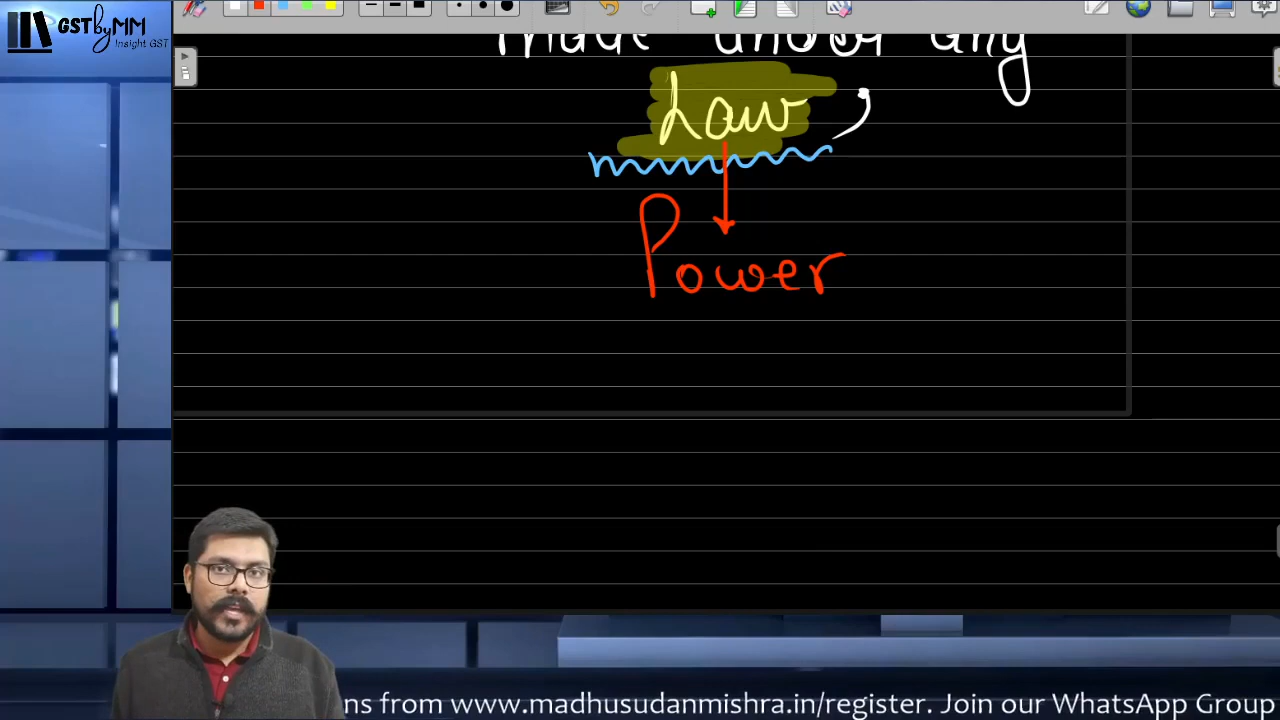 GSTbyMM
Insight GST
made under any
Law,
Power
ns from www.madhusudanmishra.in/register. Join our WhatsApp Group